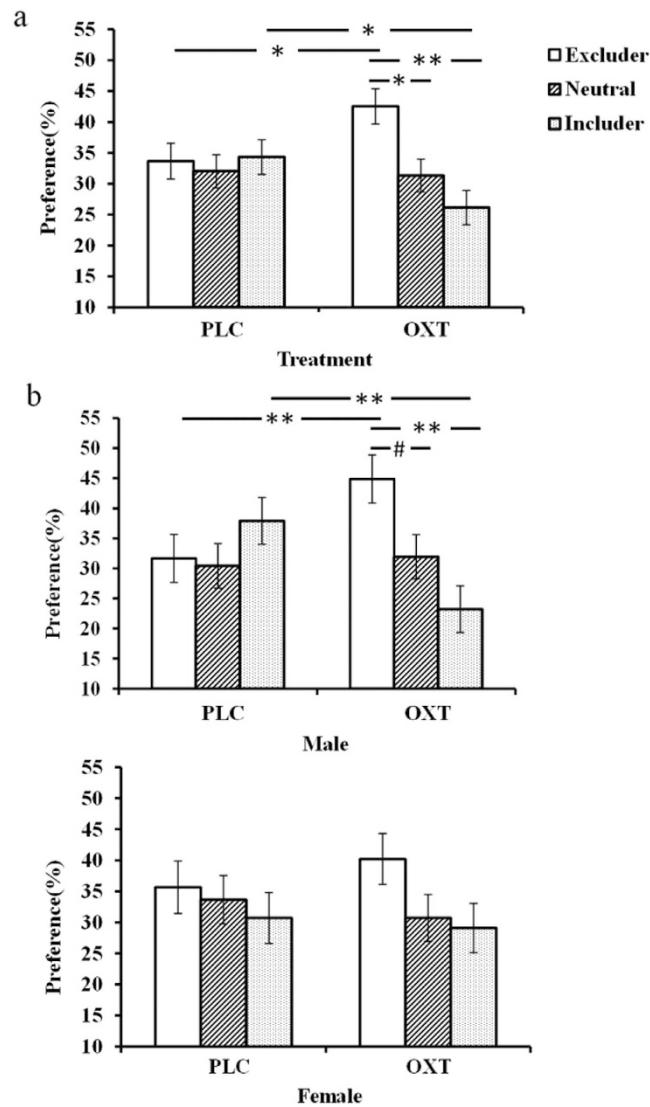 a
55
50
45
40
35
30
25
20
15
10
Preference(%)
*
*
**
*
Excluder
Neutral
Includer
PLC
OXT
Treatment
b
55
50
45
40
35
30
25
20
15
10
Preference(%)
**
**
**
#
PLC
OXT
Male
55
50
45
40
35
30
25
20
15
10
Preference(%)
PLC
OXT
Female